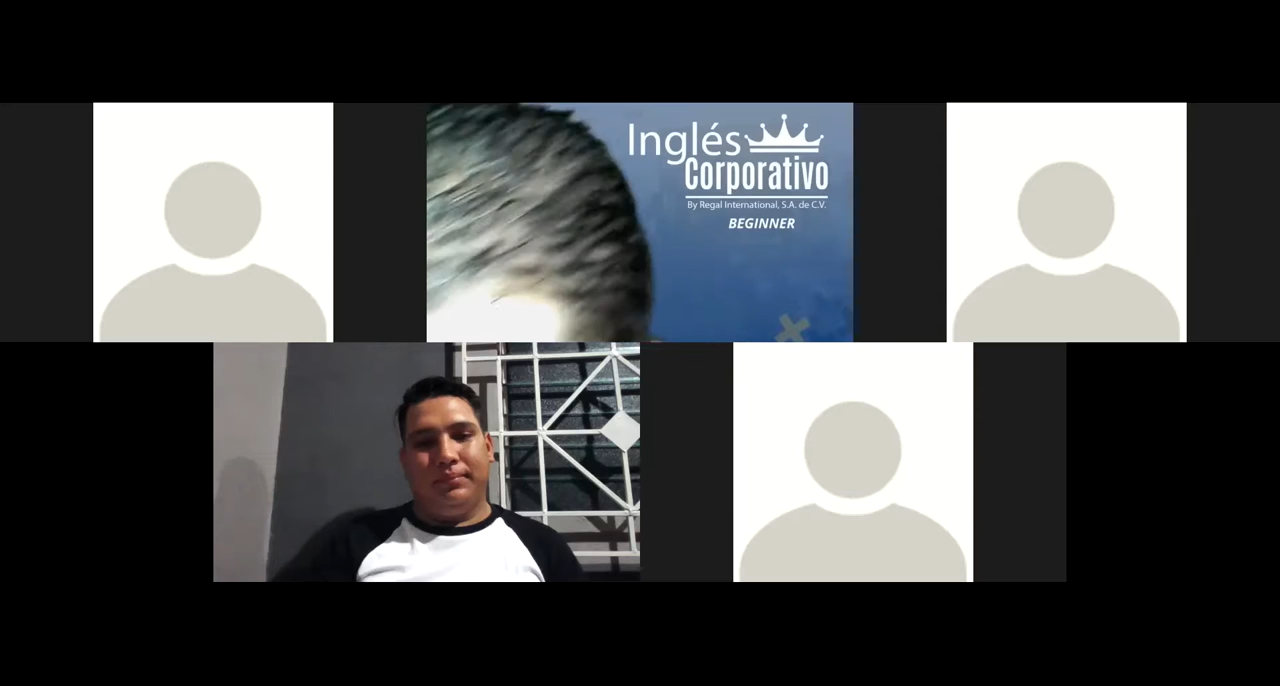 Inglés
Corporativo
By Regal International, S.A. de C.V.
BEGINNER